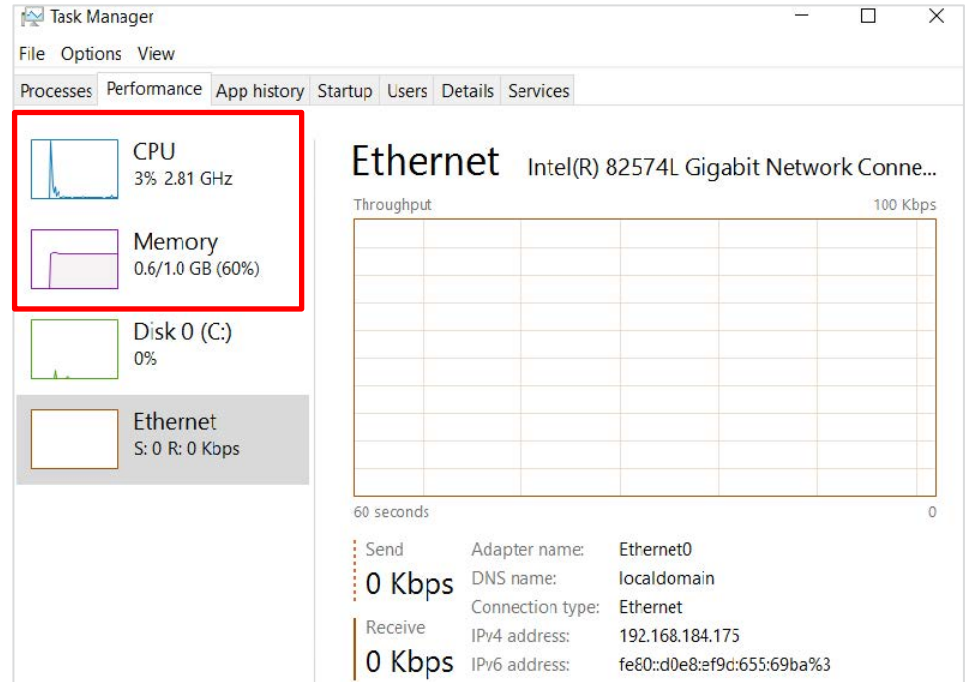 Task Manager
File Options View
Processes Performance App history Startup Users Details Services
CPU
3% 2.81 GHz
Memory
0.6/1.0 GB (60%)
Disk 0 (C:)
0%
Ethernet
S: 0 R: 0 Kbps
Ethernet Intel(R) 82574L Gigabit Network Conne...
Throughput 100 Kbps
60 seconds 0
Send
0 Kbps
Receive
0 Kbps
Adapter name: Ethernet0
DNS name: localdomain
Connection type: Ethernet
IPv4 address: 192.168.184.175
IPv6 address: fe80::d0e8:ef9d:655:69ba%3